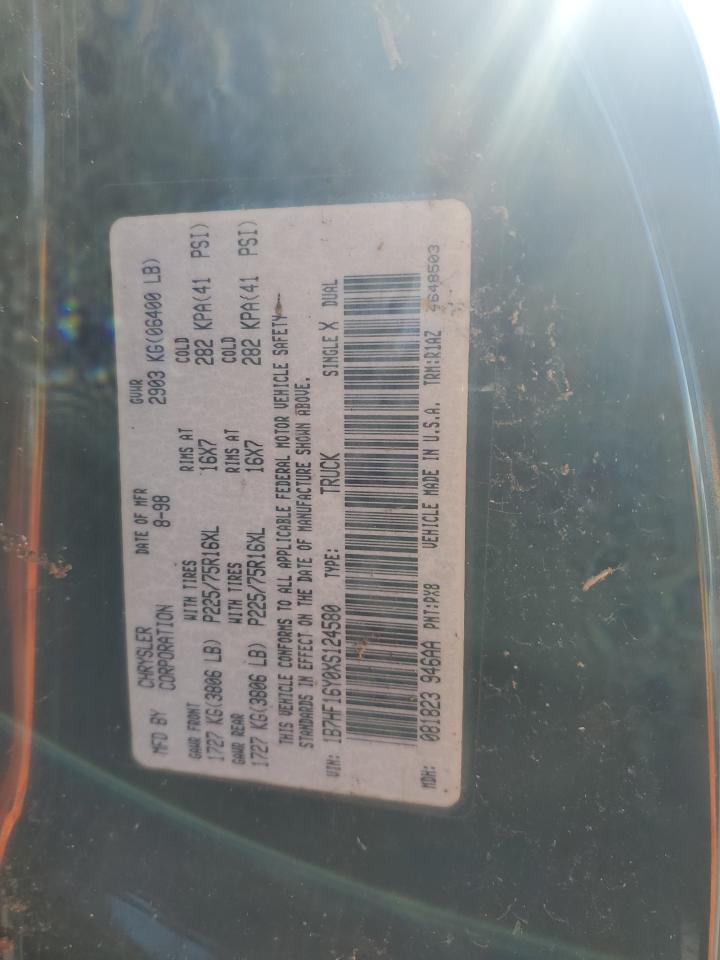 MFD BY CHRYSLER CORPORATION DATE OF MFR 8-98 GVWR 2903 KG(06400 LB)
GAWR FRONT WITH TIRES RIMS AT COLD
1727 KG(3806 LB) P225/75R16XL 16X7 282 KPA(41 PSI)
GAWR REAR WITH TIRES RIMS AT COLD
1727 KG(3806 LB) P225/75R16XL 16X7 282 KPA(41 PSI)
THIS VEHICLE CONFORMS TO ALL APPLICABLE FEDERAL MOTOR VEHICLE SAFETY
STANDARDS IN EFFECT ON THE DATE OF MANUFACTURE SHOWN ABOVE.
VIN: 1B7HF16Y0XS124580 TYPE: TRUCK SINGLE X DUAL
MDH: 081823 946AA PNT:PX8 VEHICLE MADE IN U.S.A. TRM:R1AZ 4648503